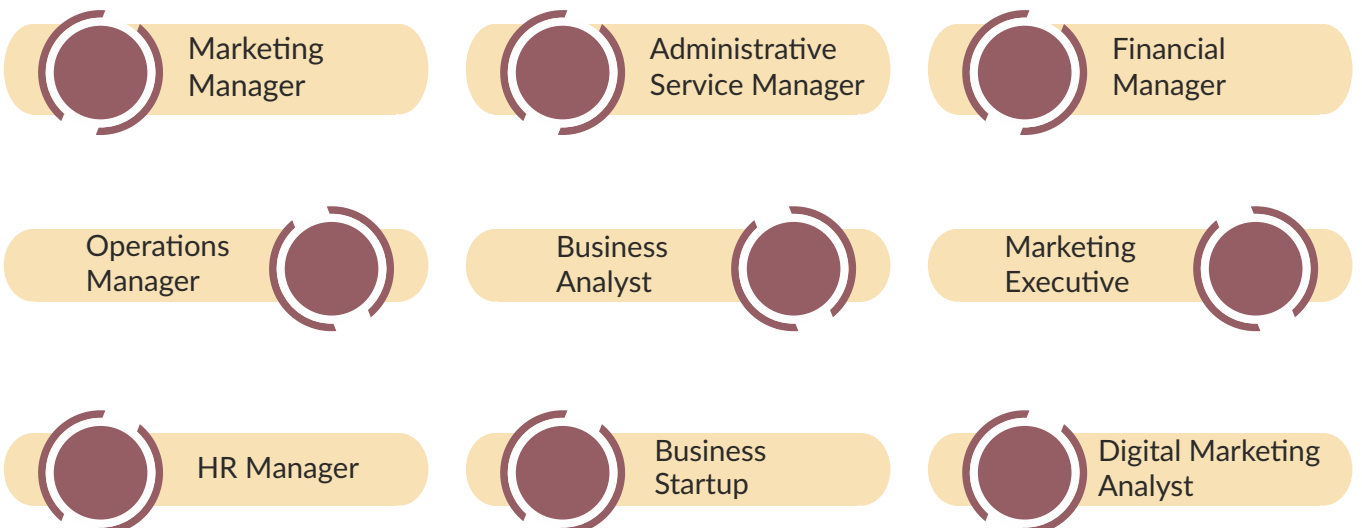 Marketing
Manager
Administrative
Service Manager
Financial
Manager
Operations
Manager
Business
Analyst
Marketing
Executive
HR Manager
Business
Startup
Digital Marketing
Analyst